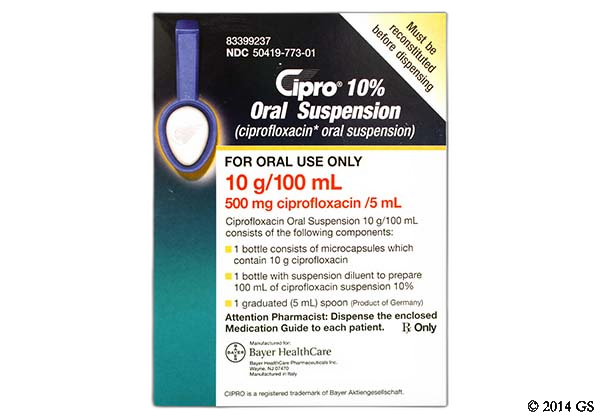 83399237
NDC 50419-773-01
Must be
reconstituted
before dispensing
Cipro® 10%
Oral Suspension
(ciprofloxacin* oral suspension)
FOR ORAL USE ONLY
10 g/100 mL
500 mg ciprofloxacin /5 mL
Ciprofloxacin Oral Suspension 10 g/100 mL
consists of the following components:
1 bottle consists of microcapsules which
contain 10 g ciprofloxacin
1 bottle with suspension diluent to prepare
100 mL of ciprofloxacin suspension 10%
1 graduated (5 mL) spoon (Product of Germany)
Attention Pharmacist: Dispense the enclosed
Medication Guide to each patient. Rx Only
Manufactured for:
BAYER
Bayer HealthCare
Bayer HealthCare Pharmaceuticals Inc.
Wayne, NJ 07470
Manufactured in Italy
CIPRO is a registered trademark of Bayer Aktiengesellschaft.
© 2014 GS